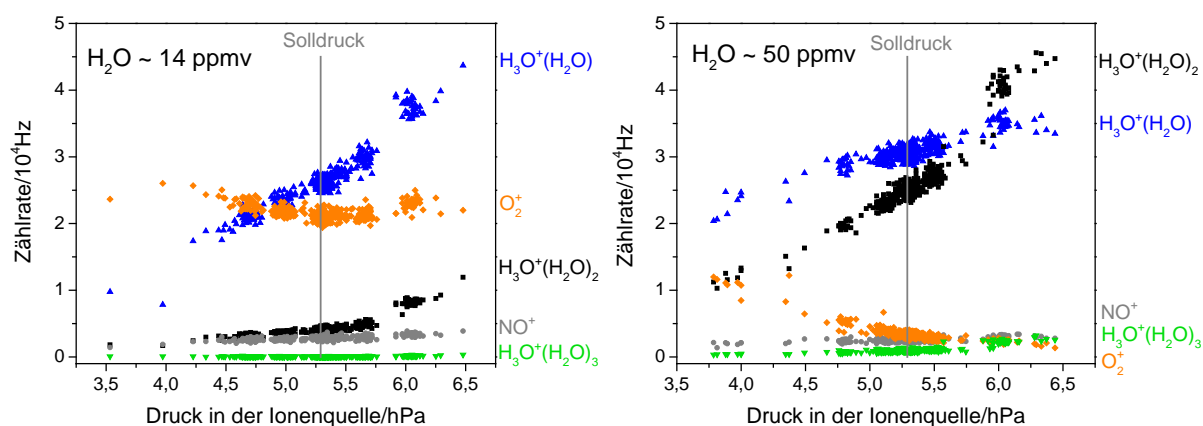 Zählrate/10⁴Hz
5
4
3
2
1
0
H₂O ~ 14 ppmv
Solldruck
H₃O⁺(H₂O)
O₂⁺
H₃O⁺(H₂O)₂
NO⁺
H₃O⁺(H₂O)₃
3,5 4,0 4,5 5,0 5,5 6,0 6,5
Druck in der Ionenquelle/hPa
Zählrate/10⁴Hz
5
4
3
2
1
0
H₂O ~ 50 ppmv
Solldruck
H₃O⁺(H₂O)₂
H₃O⁺(H₂O)
NO⁺
H₃O⁺(H₂O)₃
O₂⁺
3,5 4,0 4,5 5,0 5,5 6,0 6,5
Druck in der Ionenquelle/hPa